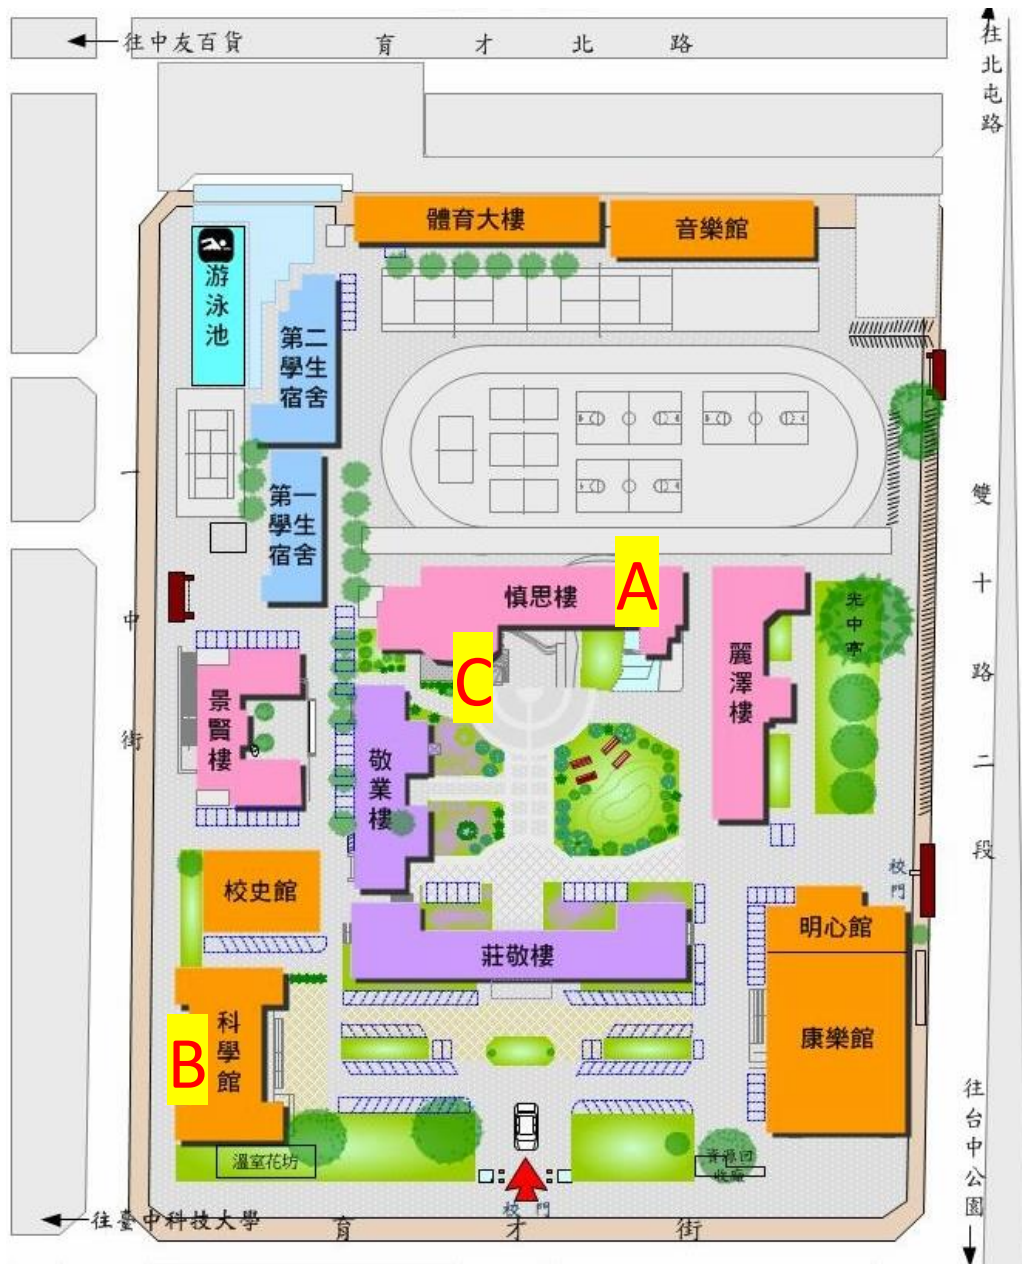 往中友百貨
育才北路
往北屯路
體育大樓
音樂館
游泳池
第二
學生
宿舍
第一
學生
宿舍
一中街
雙十路二段
慎思樓
A
光中亭
麗澤樓
C
景賢樓
敬業樓
校門
校史館
明心館
莊敬樓
科學館
B
康樂館
往台中公園
溫室花坊
資源回
收廠
校門
往臺中科技大學
育才街